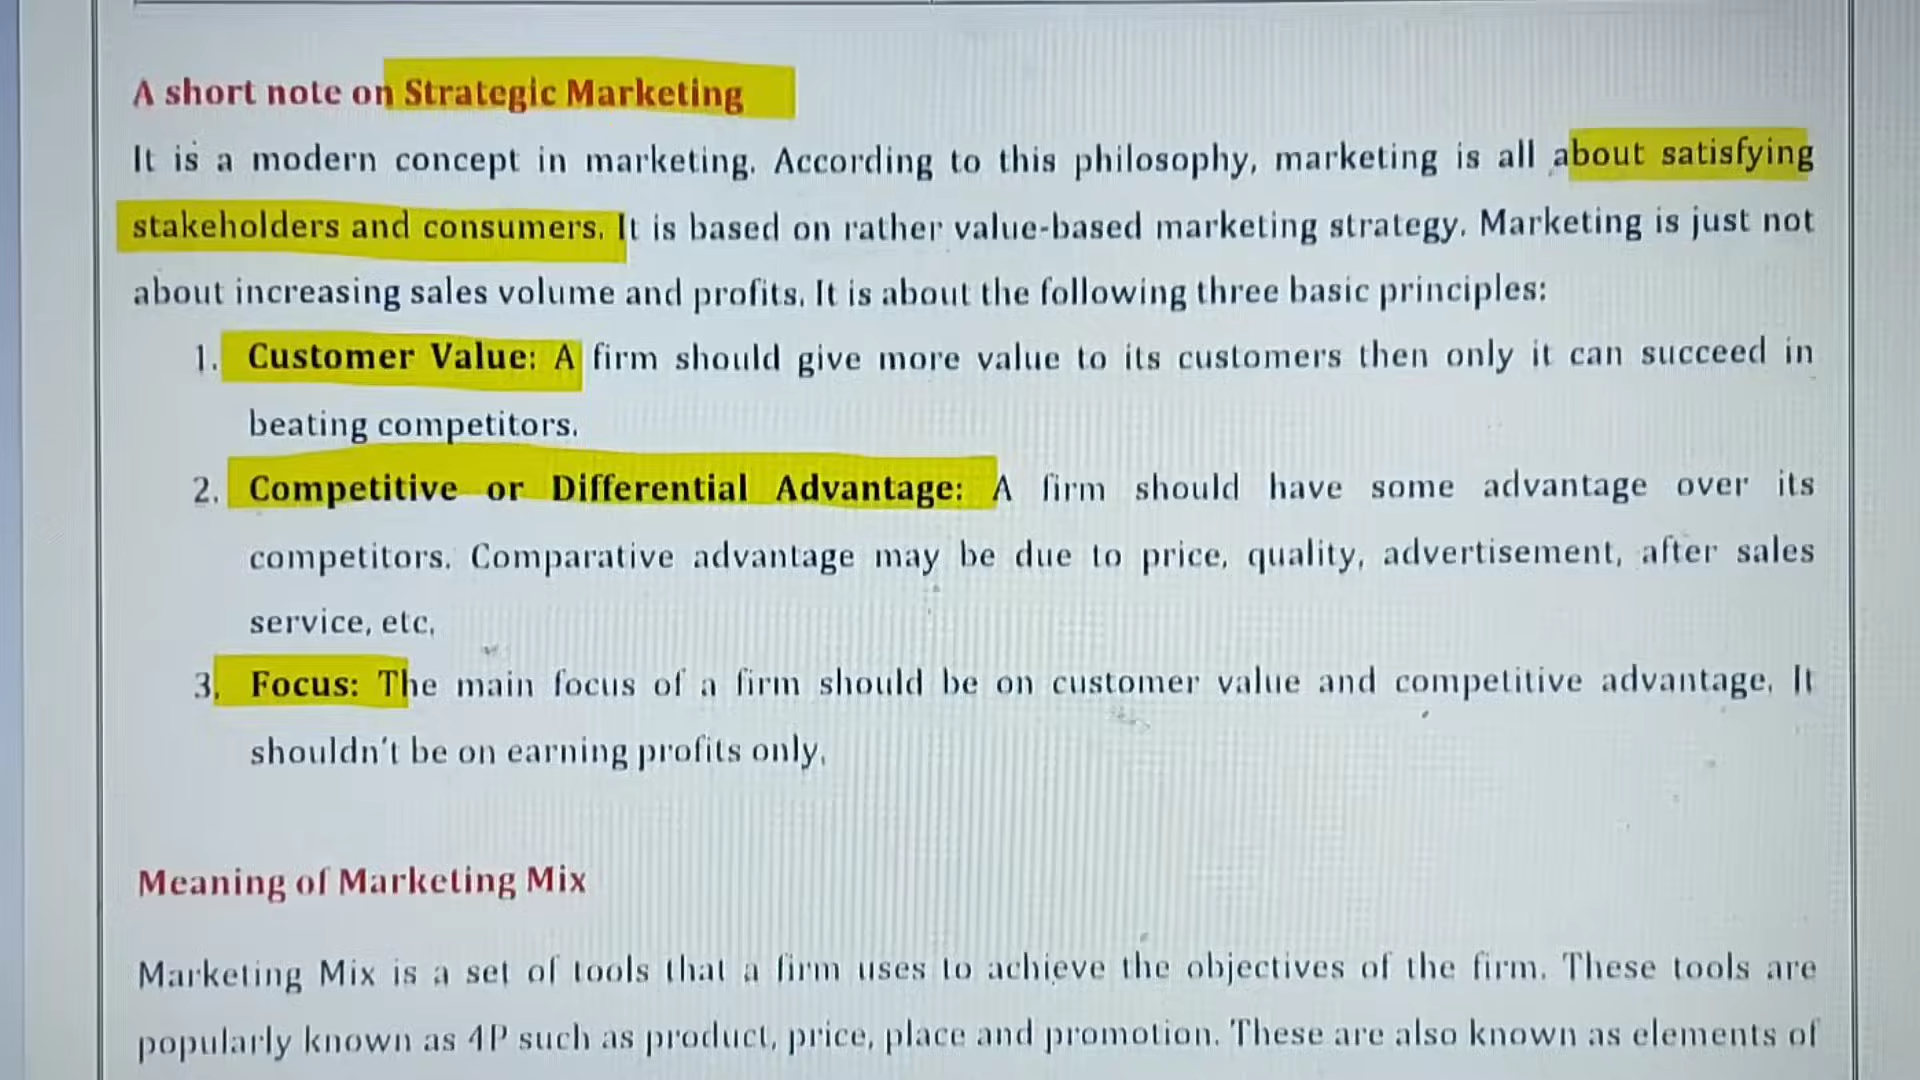 A short note on Strategic Marketing
It is a modern concept in marketing. According to this philosophy, marketing is all about satisfying
stakeholders and consumers. It is based on rather value-based marketing strategy. Marketing is just not
about increasing sales volume and profits. It is about the following three basic principles:
1. Customer Value: A firm should give more value to its customers then only it can succeed in
beating competitors.
2. Competitive or Differential Advantage: A firm should have some advantage over its
competitors. Comparative advantage may be due to price, quality, advertisement, after sales
service, etc.
3. Focus: The main focus of a firm should be on customer value and competitive advantage. It
shouldn't be on earning profits only.
Meaning of Marketing Mix
Marketing Mix is a set of tools that a firm uses to achieve the objectives of the firm. These tools are
popularly known as 4P such as product, price, place and promotion. These are also known as elements of